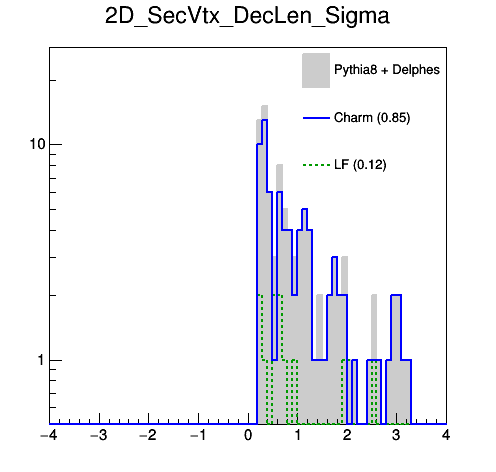 2D_SecVtx_DecLen_Sigma
Pythia8 + Delphes
10
Charm (0.85)
LF (0.12)
1
−4 −3 −2 −1 0 1 2 3 4